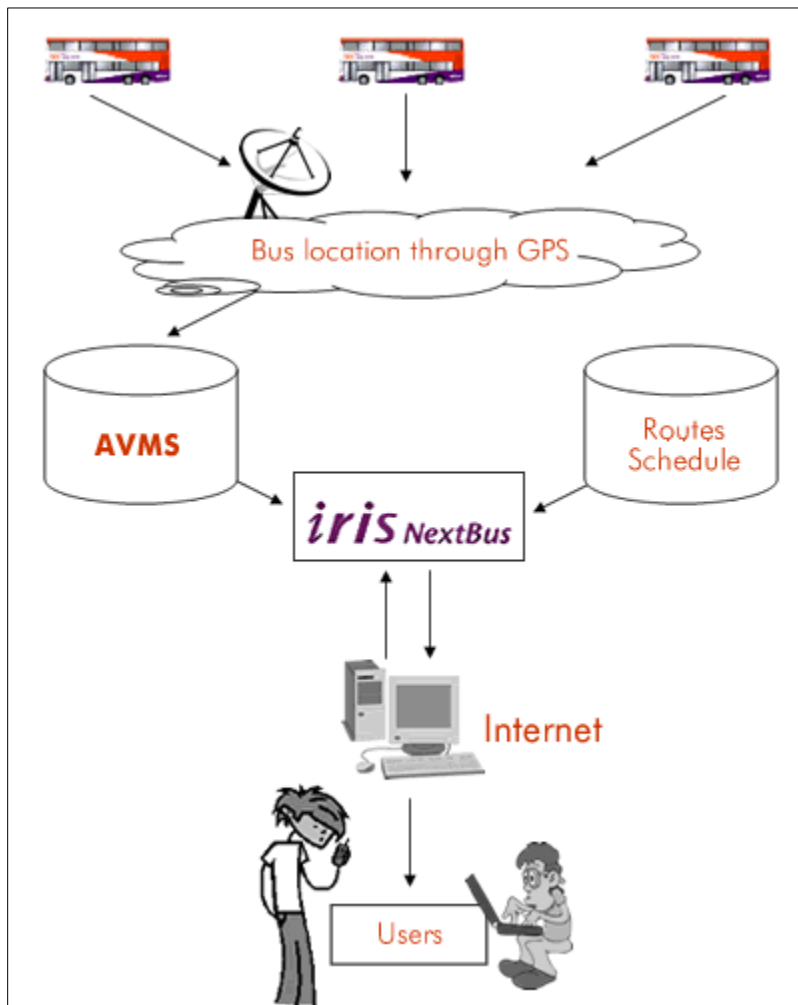 Bus location through GPS
AVMS
Routes
Schedule
iris NextBus
Internet
Users